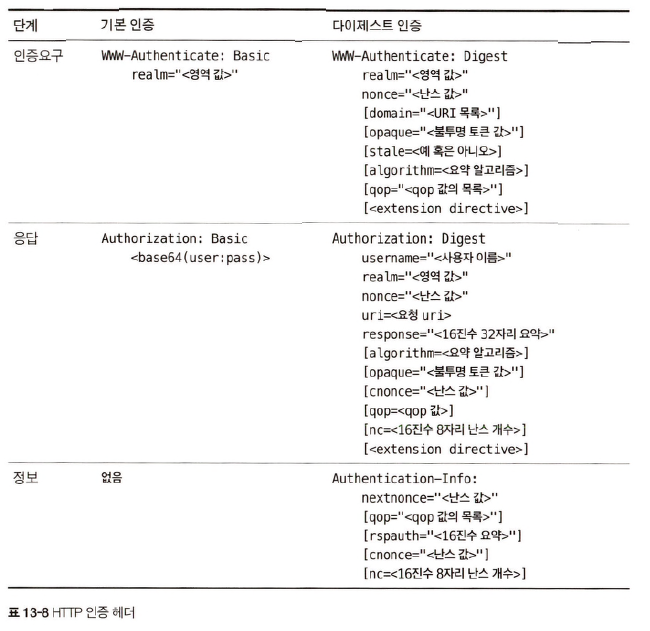 단계 기본 인증 다이제스트 인증
인증요구 WWW-Authenticate: Basic WWW-Authenticate: Digest
realm="<영역 값>" realm="<영역 값>"
nonce="<난스 값>"
[domain="<URI 목록>"]
[opaque="<불투명 토큰 값>"]
[stale=<예 혹은 아니오>]
[algorithm=<요약 알고리즘>]
[qop="<qop 값의 목록>"]
[<extension directive>]
응답 Authorization: Basic Authorization: Digest
<base64(user:pass)> username="<사용자 이름>"
realm="<영역 값>"
nonce="<난스 값>"
uri=<요청 uri>
response="<16진수 32자리 요약>"
[algorithm=<요약 알고리즘>]
[opaque="<불투명 토큰 값>"]
[cnonce="<난스 값>"]
[qop=<qop 값>]
[nc=<16진수 8자리 난스 개수>]
[<extension directive>]
정보 없음 Authentication-Info:
nextnonce="<난스 값>"
[qop="<qop 값의 목록>"]
[rspauth="<16진수 요약>"]
[cnonce="<난스 값>"]
[nc=<16진수 8자리 난스 개수>]
표 13-8 HTTP 인증 헤더